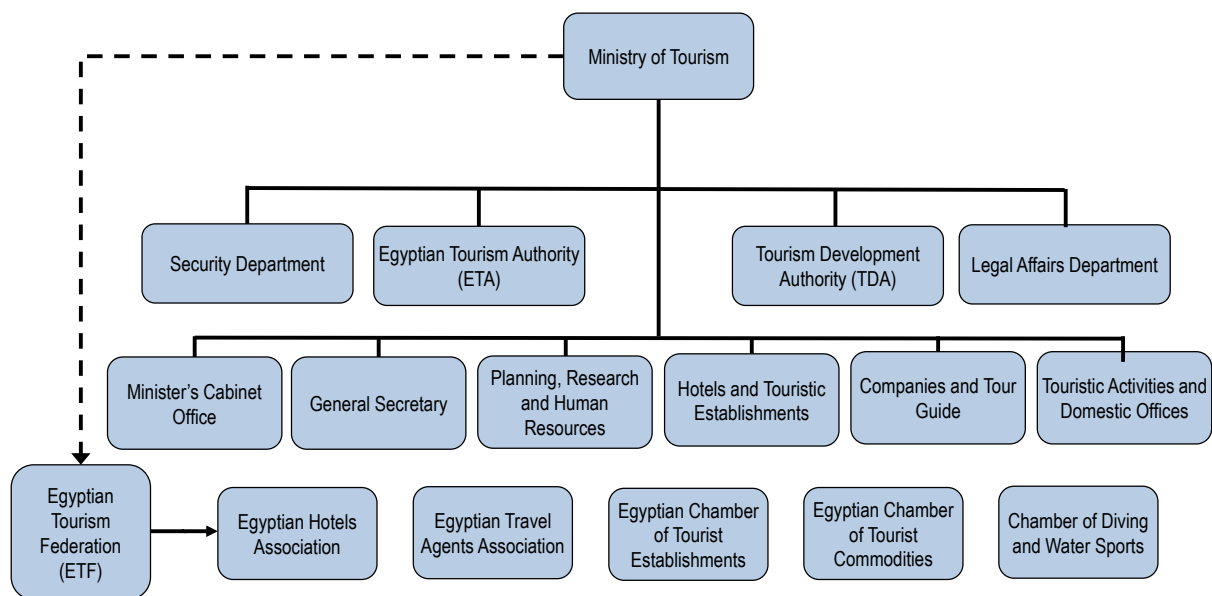 Ministry of Tourism
Security Department
Egyptian Tourism Authority
(ETA)
Tourism Development
Authority (TDA)
Legal Affairs Department
Minister’s Cabinet
Office
General Secretary
Planning, Research
and Human
Resources
Hotels and Touristic
Establishments
Companies and Tour
Guide
Touristic Activities and
Domestic Offices
Egyptian
Tourism
Federation
(ETF)
Egyptian Hotels
Association
Egyptian Travel
Agents Association
Egyptian Chamber
of Tourist
Establishments
Egyptian Chamber
of Tourist
Commodities
Chamber of Diving
and Water Sports